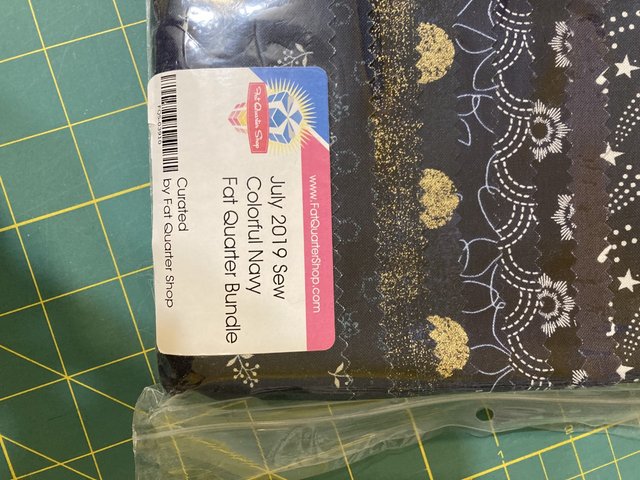 Fat Quarter Shop
www.FatQuarterShop.com
July 2019 Sew
Colorful Navy
Fat Quarter Bundle
Curated
by Fat Quarter Shop